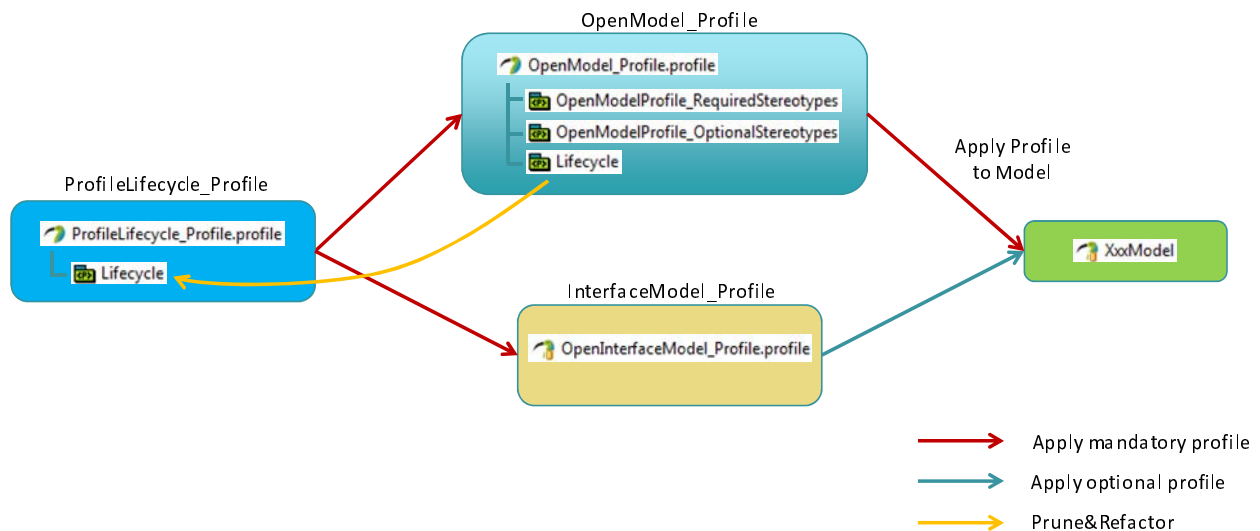 OpenModel_Profile
OpenModel_Profile.profile
<P> OpenModelProfile_RequiredStereotypes
<P> OpenModelProfile_OptionalStereotypes
<P> Lifecycle
Apply Profile
to Model
ProfileLifecycle_Profile
ProfileLifecycle_Profile.profile
<P> Lifecycle
XxxModel
InterfaceModel_Profile
OpenInterfaceModel_Profile.profile
Apply mandatory profile
Apply optional profile
Prune&Refactor